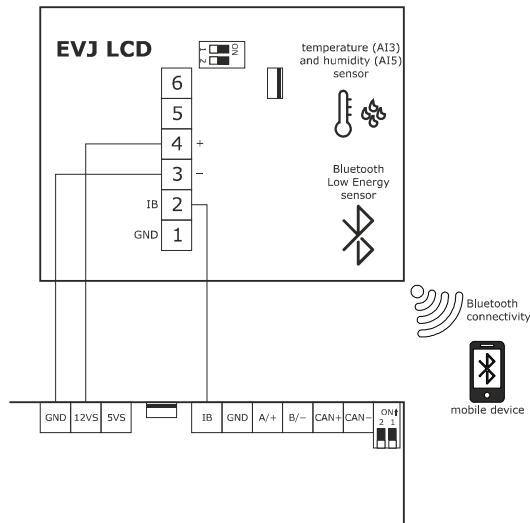 EVJ LCD
1 2 ON
temperature (AI3)
and humidity (AI5)
sensor
6
5
4 +
3 −
IB 2
GND 1
Bluetooth
Low Energy
sensor
Bluetooth
connectivity
mobile device
GND 12VS 5VS IB GND A/+ B/− CAN+ CAN−
ON
2 1